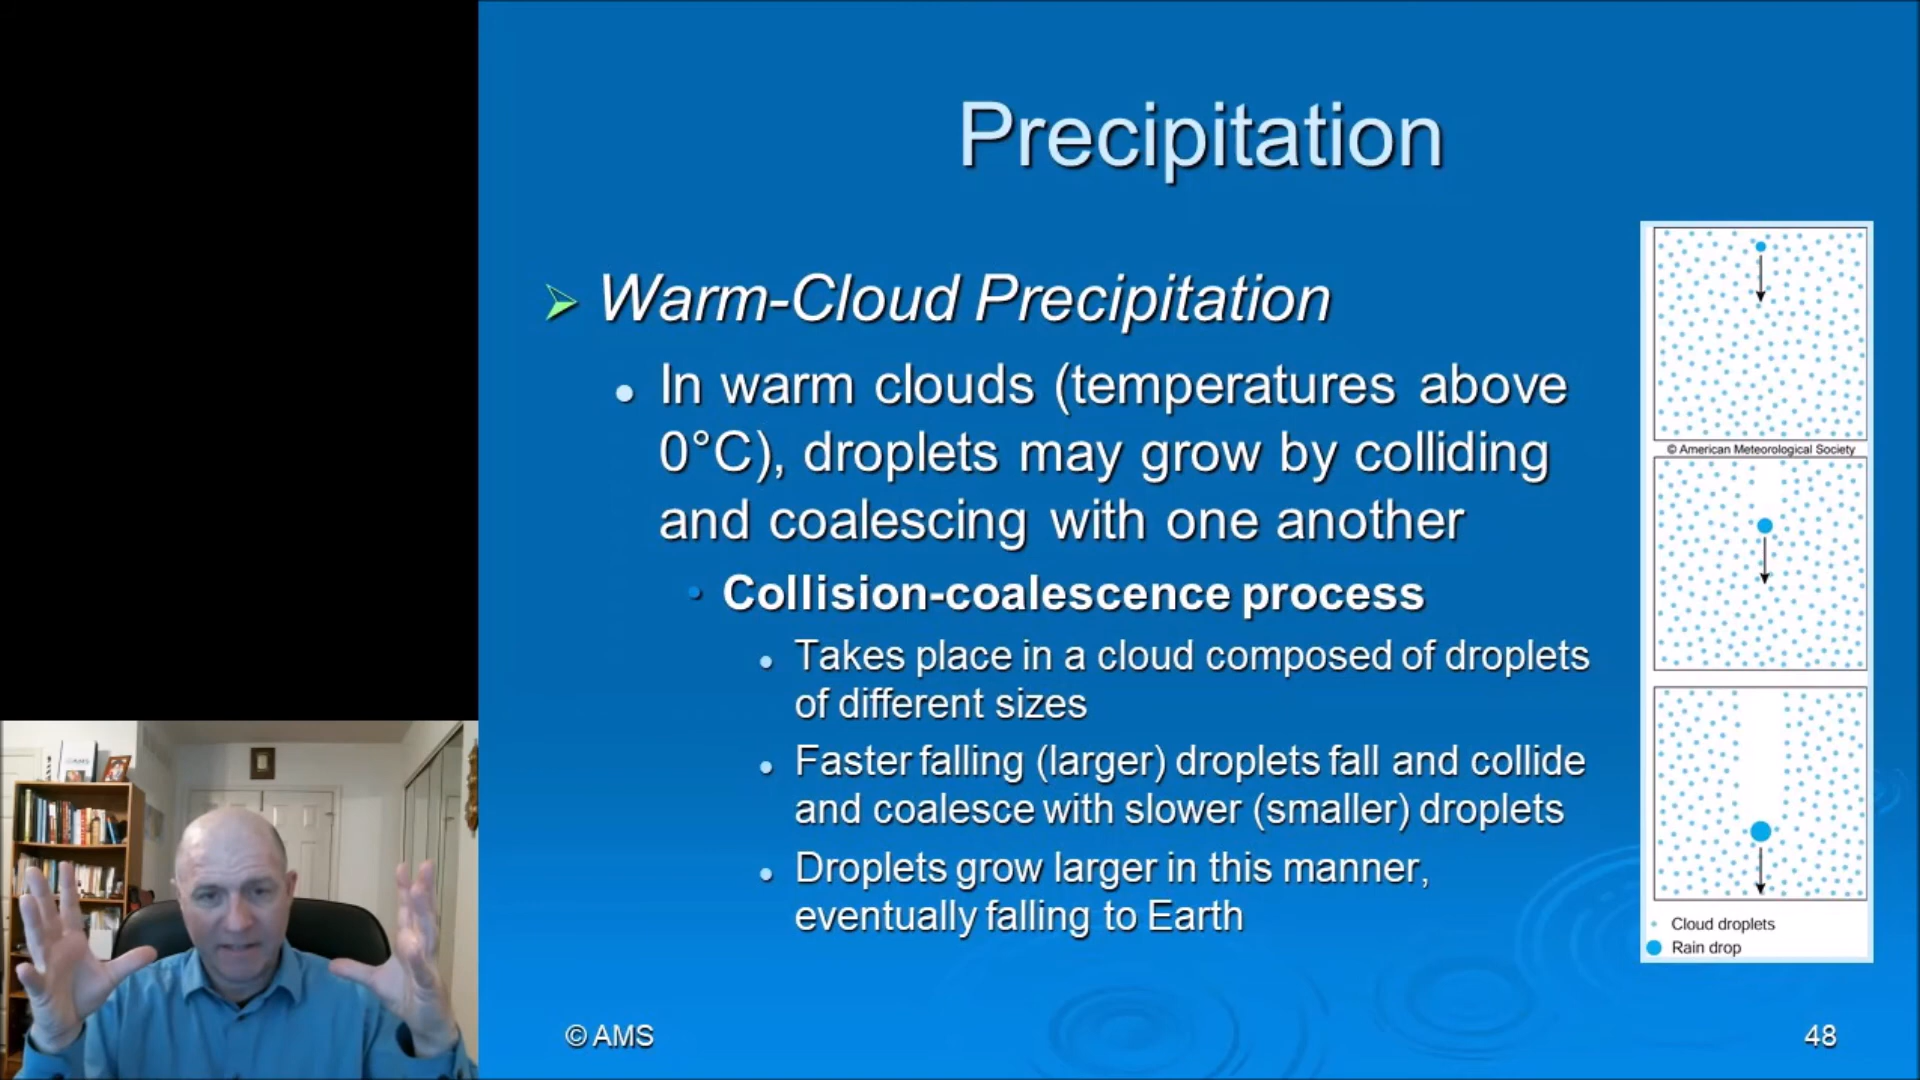 Precipitation
Warm-Cloud Precipitation
In warm clouds (temperatures above
0°C), droplets may grow by colliding
and coalescing with one another
Collision-coalescence process
Takes place in a cloud composed of droplets
of different sizes
Faster falling (larger) droplets fall and collide
and coalesce with slower (smaller) droplets
Droplets grow larger in this manner,
eventually falling to Earth
© American Meteorological Society
Cloud droplets
Rain drop
© AMS
48